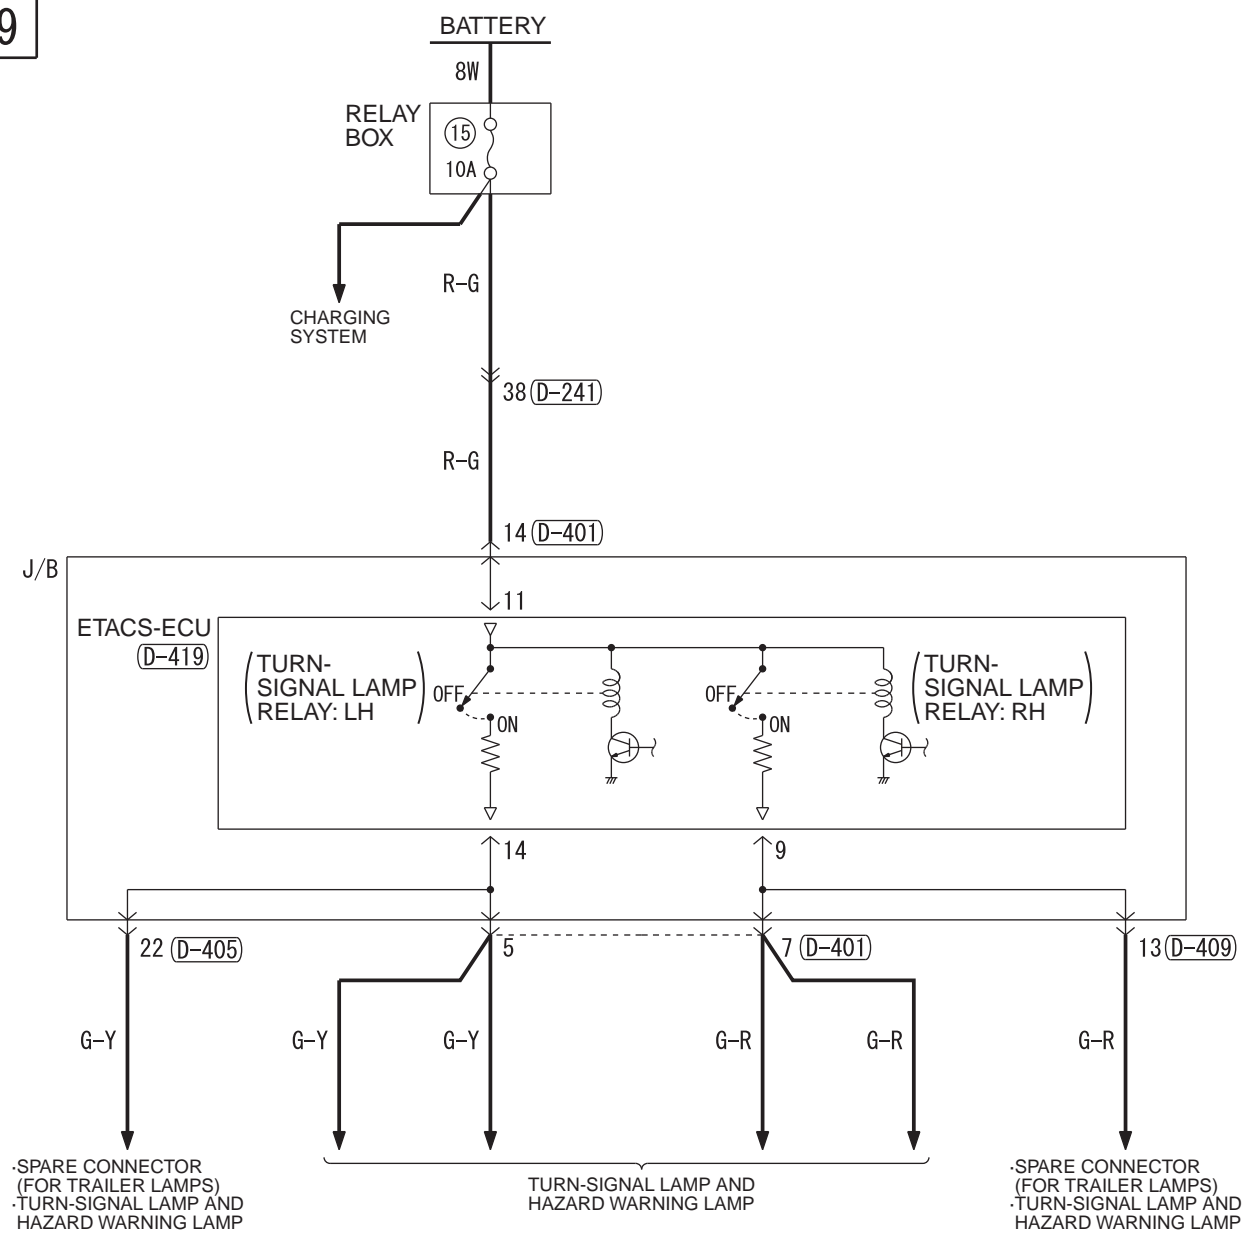 9
BATTERY
8W
RELAY
BOX
15
10A
R-G
CHARGING
SYSTEM
38 D-241
R-G
14 D-401
J/B
11
ETACS-ECU
D-419
TURN-
SIGNAL LAMP
RELAY: LH
OFF
ON
OFF
ON
TURN-
SIGNAL LAMP
RELAY: RH
14
9
22 D-405
5
7 D-401
13 D-409
G-Y
G-Y
G-Y
G-R
G-R
G-R
·SPARE CONNECTOR
(FOR TRAILER LAMPS)
·TURN-SIGNAL LAMP AND
HAZARD WARNING LAMP
TURN-SIGNAL LAMP AND
HAZARD WARNING LAMP
·SPARE CONNECTOR
(FOR TRAILER LAMPS)
·TURN-SIGNAL LAMP AND
HAZARD WARNING LAMP